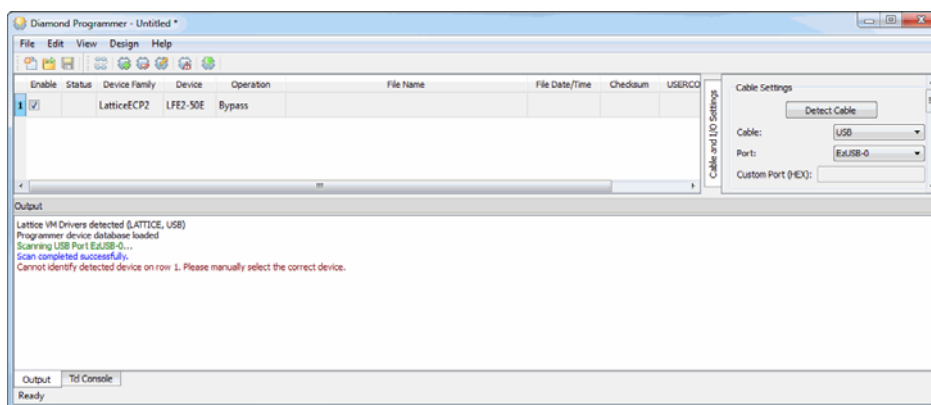 Diamond Programmer - Untitled *
File Edit View Design Help
Enable Status Device Family Device Operation File Name File Date/Time Checksum USERCO
1 LatticeECP2 LFE2-50E Bypass
Cable and I/O Settings
Cable Settings
Detect Cable
Cable: USB
Port: EzUSB-0
Custom Port (HEX):
Output
Lattice VM Drivers detected (LATTICE, USB)
Programmer device database loaded
Scanning USB Port EzUSB-0...
Scan completed successfully.
Cannot identify detected device on row 1. Please manually select the correct device.
Output Tcl Console
Ready